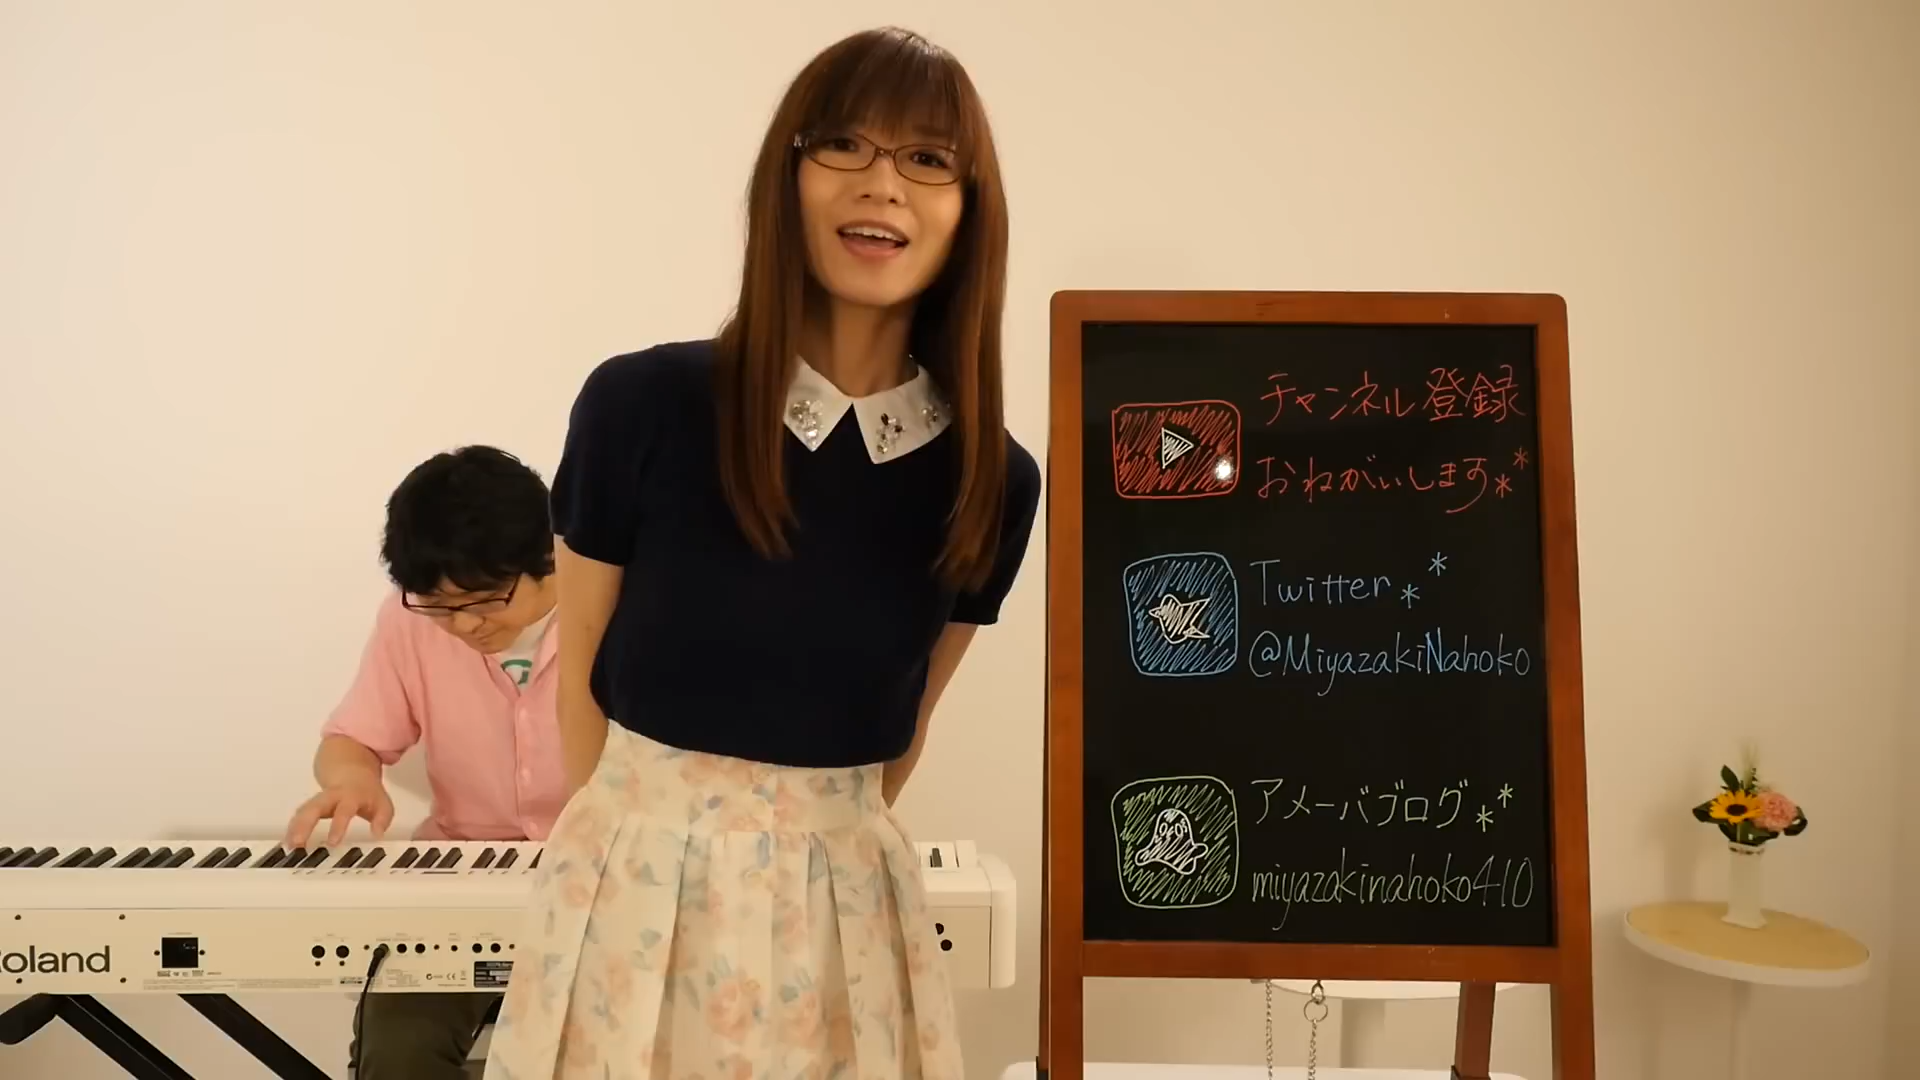 チャンネル登録
おねがいします**
Twitter**
@MiyazakiNahoko
アメーバブログ**
miyazakinahoko410
Roland